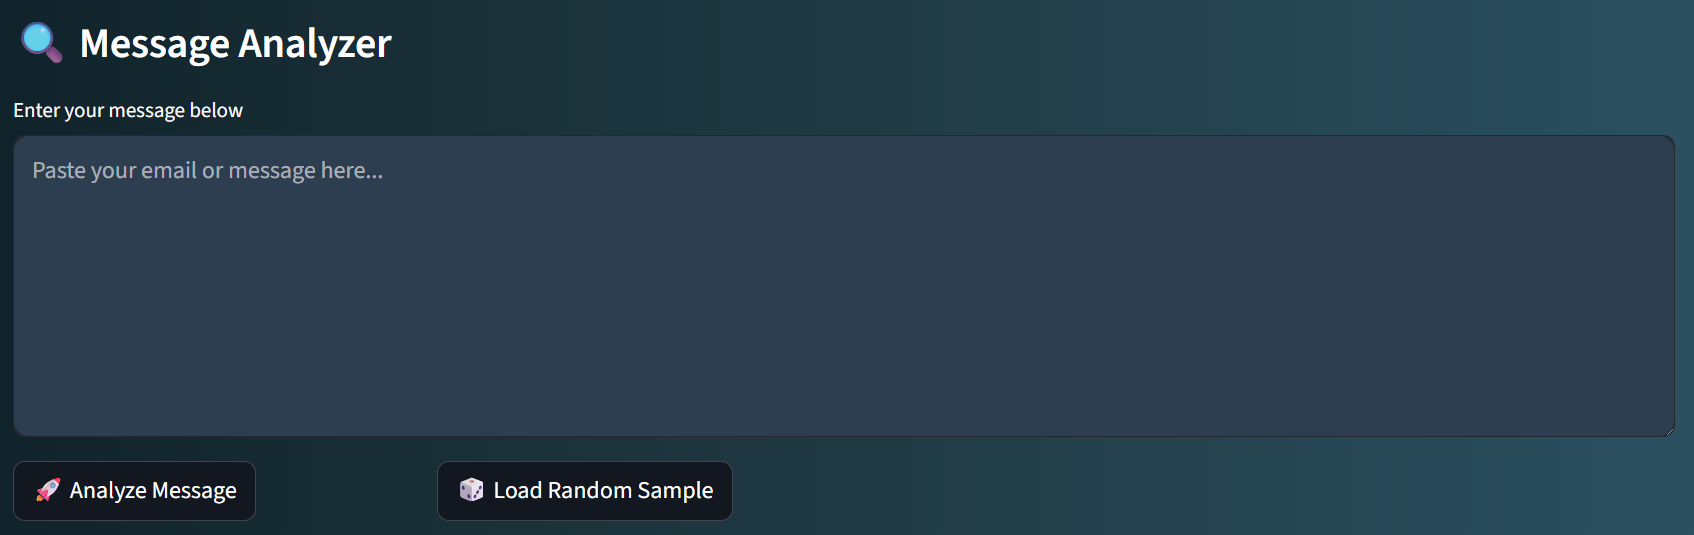 Message Analyzer
Enter your message below
Paste your email or message here...
Analyze Message
Load Random Sample